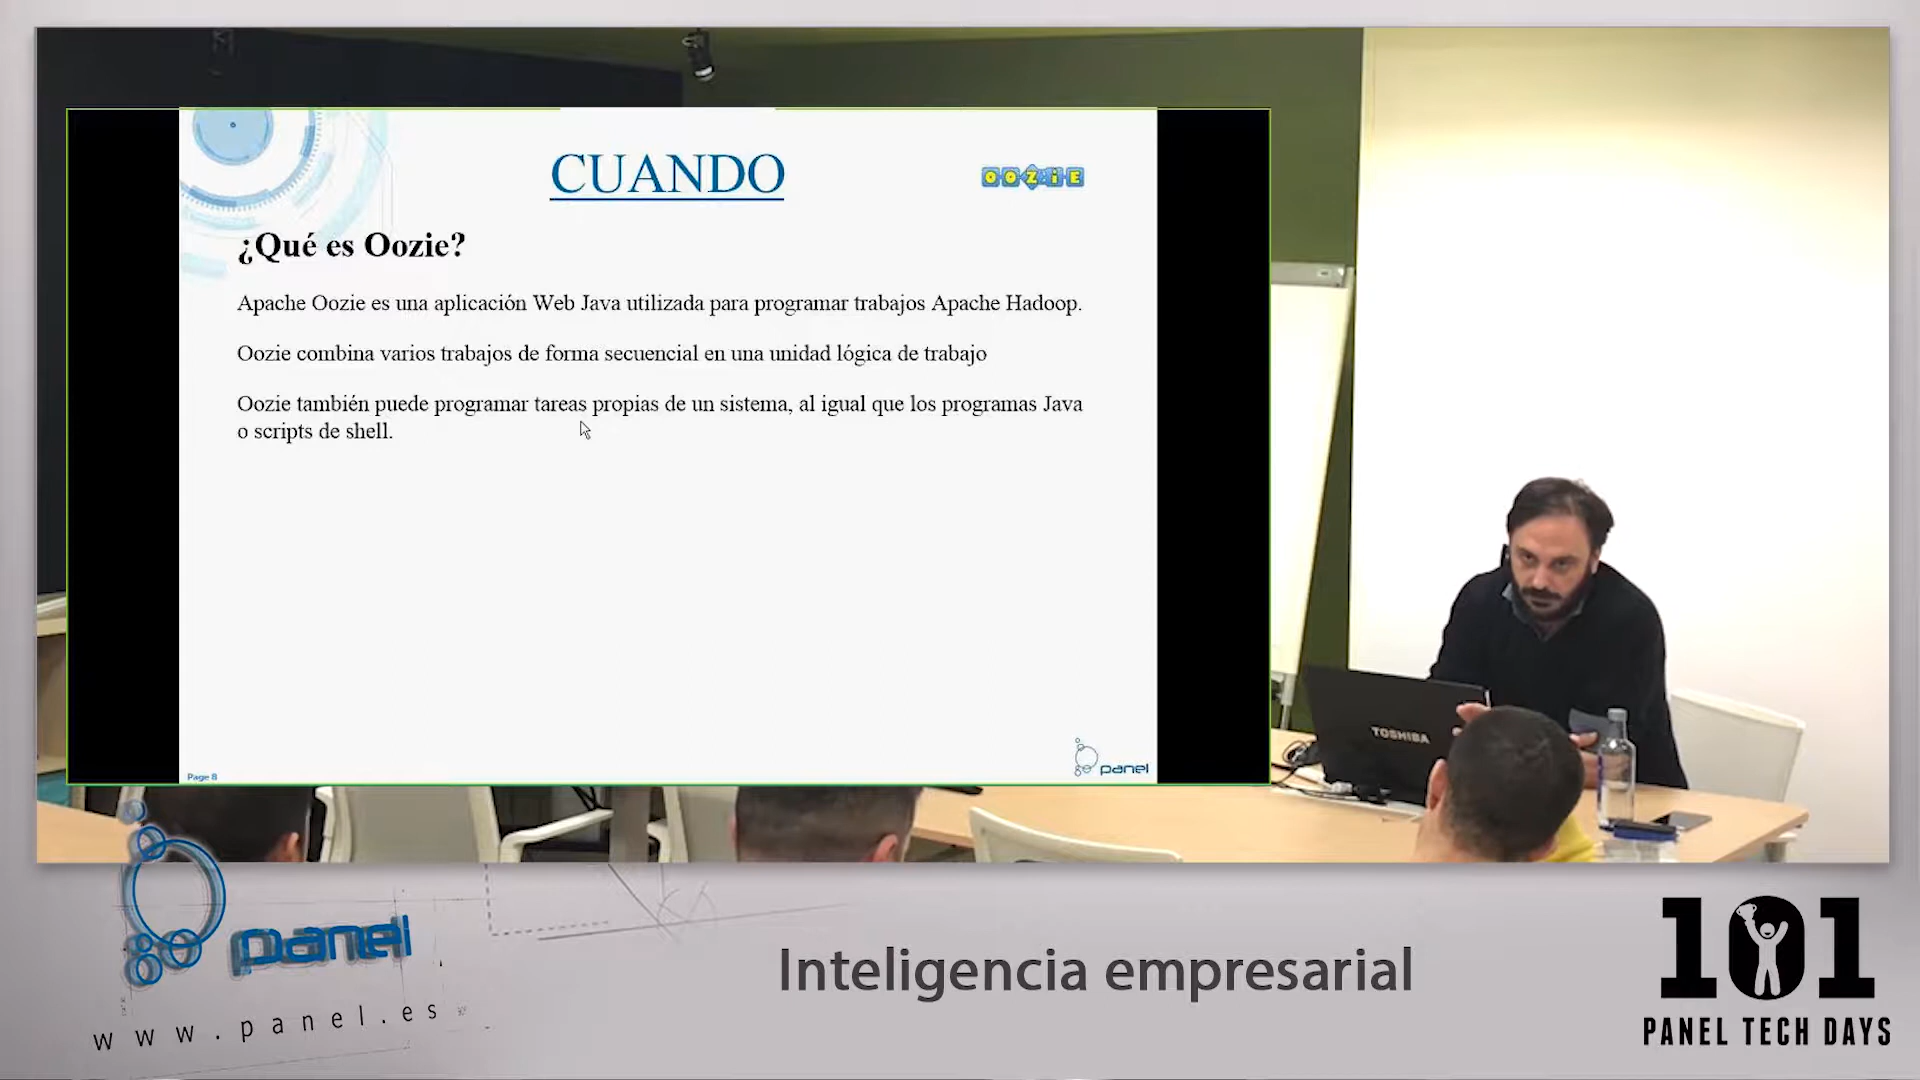 CUANDO
OOZIE
¿Qué es Oozie?
Apache Oozie es una aplicación Web Java utilizada para programar trabajos Apache Hadoop.
Oozie combina varios trabajos de forma secuencial en una unidad lógica de trabajo
Oozie también puede programar tareas propias de un sistema, al igual que los programas Java
o scripts de shell.
Page 8
panel
TOSHIBA
panel
www.panel.es
Inteligencia empresarial
101
PANEL TECH DAYS